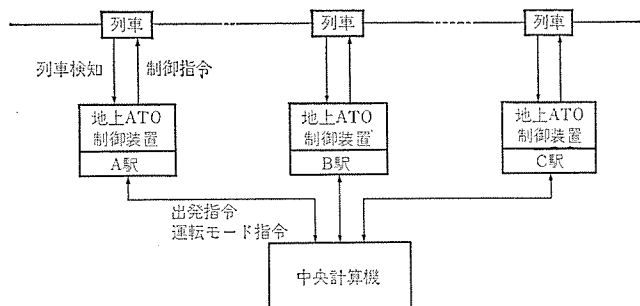 列車
列車
列車
列車検知
制御指令
地上ATO
制御装置
A駅
地上ATO
制御装置
B駅
地上ATO
制御装置
C駅
出発指令
運転モード指令
中央計算機